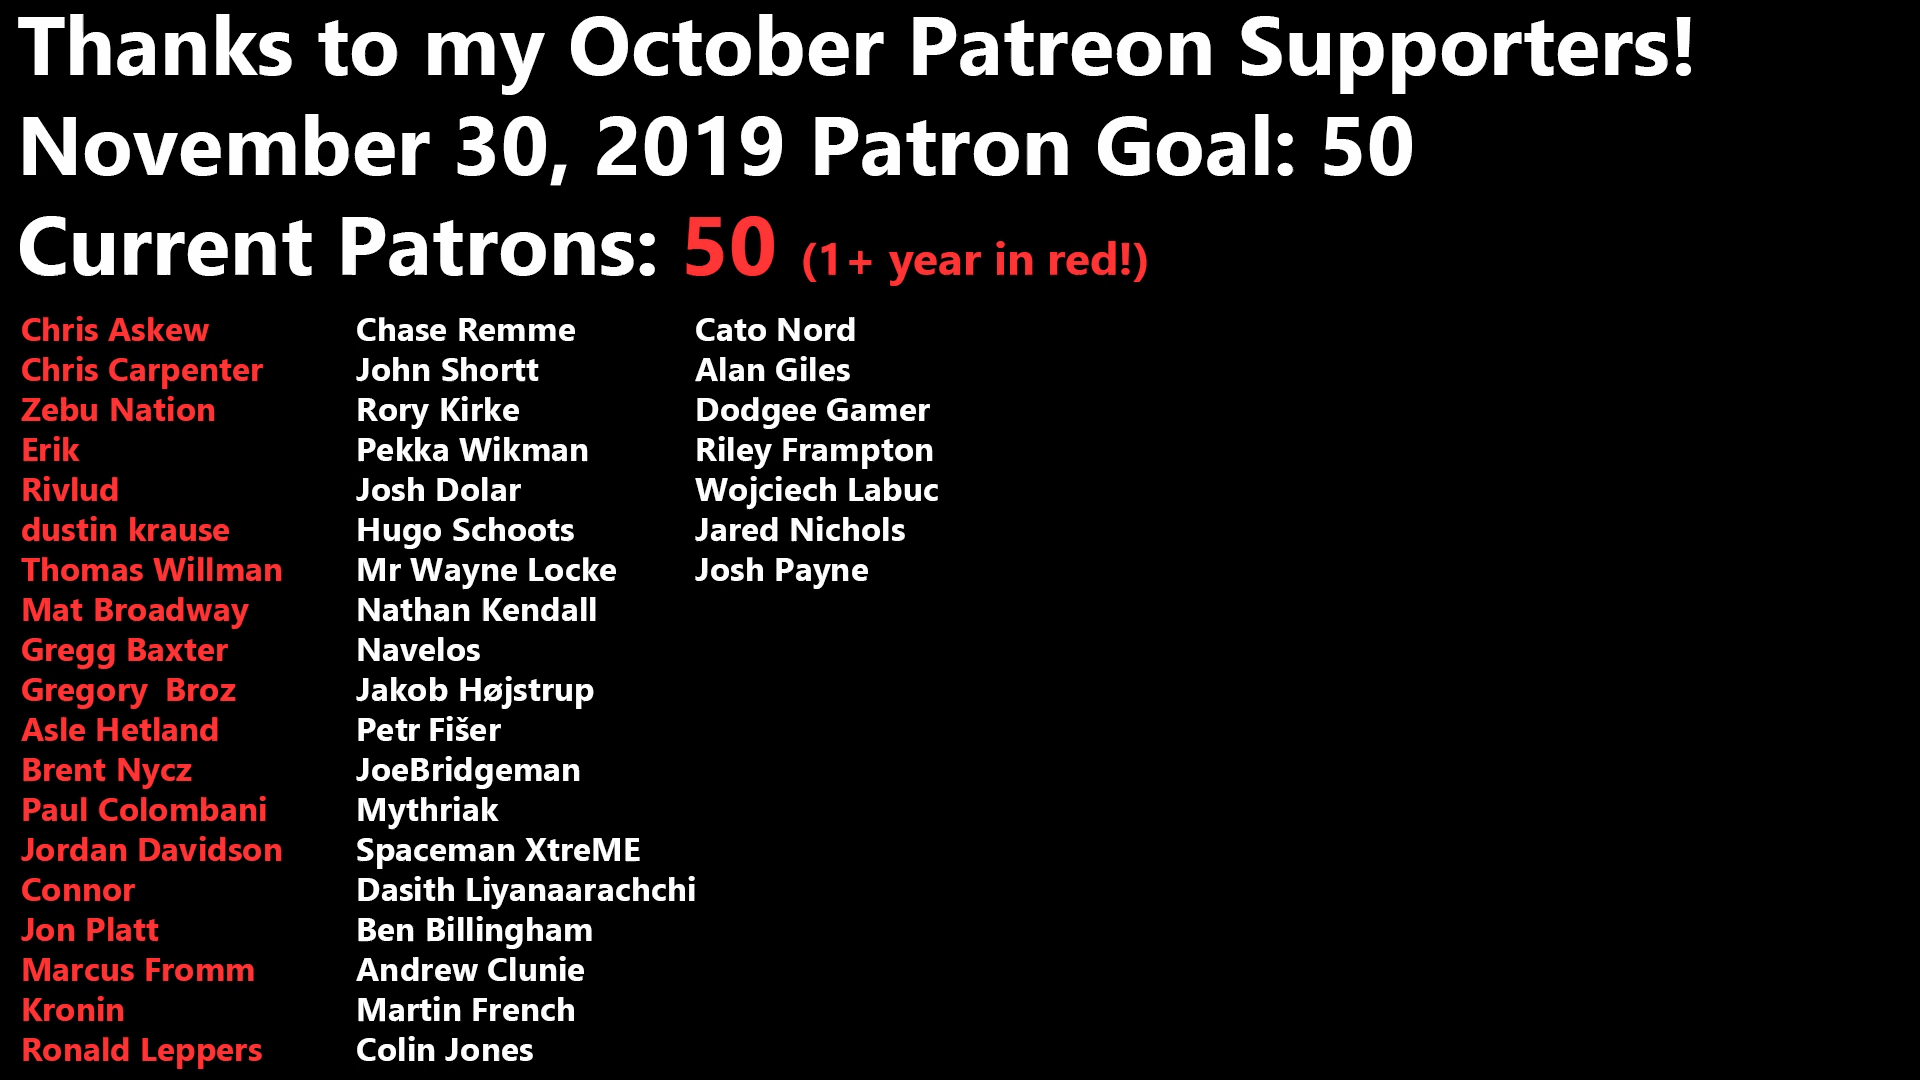 Thanks to my October Patreon Supporters!
November 30, 2019 Patron Goal: 50
Current Patrons: 50 (1+ year in red!)
Chris Askew
Chris Carpenter
Zebu Nation
Erik
Rivlud
dustin krause
Thomas Willman
Mat Broadway
Gregg Baxter
Gregory  Broz
Asle Hetland
Brent Nycz
Paul Colombani
Jordan Davidson
Connor
Jon Platt
Marcus Fromm
Kronin
Ronald Leppers
Chase Remme
John Shortt
Rory Kirke
Pekka Wikman
Josh Dolar
Hugo Schoots
Mr Wayne Locke
Nathan Kendall
Navelos
Jakob Højstrup
Petr Fišer
JoeBridgeman
Mythriak
Spaceman XtreME
Dasith Liyanaarachchi
Ben Billingham
Andrew Clunie
Martin French
Colin Jones
Cato Nord
Alan Giles
Dodgee Gamer
Riley Frampton
Wojciech Labuc
Jared Nichols
Josh Payne